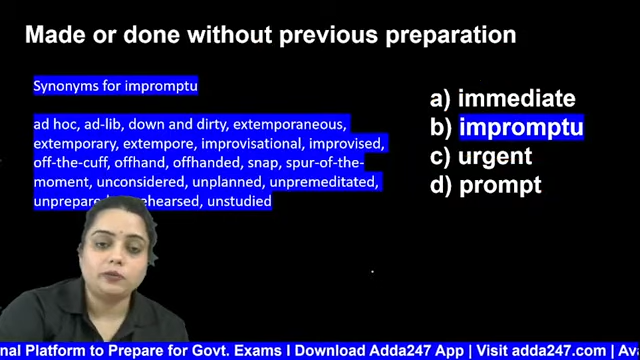 Made or done without previous preparation
Synonyms for impromptu
ad hoc, ad-lib, down and dirty, extemporaneous,
extemporary, extempore, improvisational, improvised,
off-the-cuff, offhand, offhanded, snap, spur-of-the-
moment, unconsidered, unplanned, unpremeditated,
unstudied
a) immediate
b) impromptu
c) urgent
d) prompt
Platform to Prepare for Govt. Exams I Download Adda247 App | Visit adda247.com |